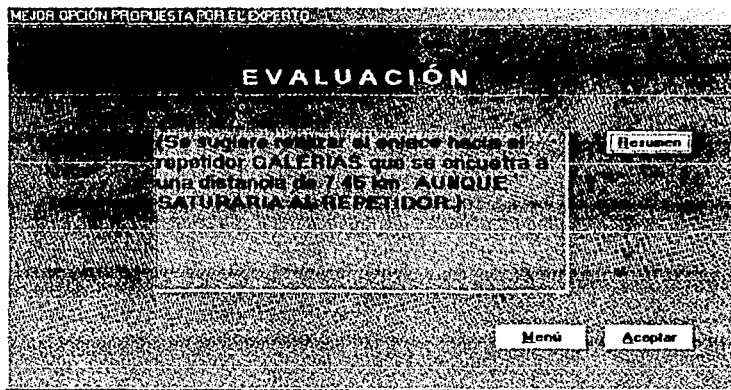 MEJOR OPCIÓN PROPUESTA POR EL EXPERTO
EVALUACIÓN
(Se sugiere realizar el enlace hacia el
repetidor GALERIAS que se encuetra a
una distancia de 7.45 km. AUNQUE
SATURARIA AL REPETIDOR.)
Resumen
Menú
Aceptar